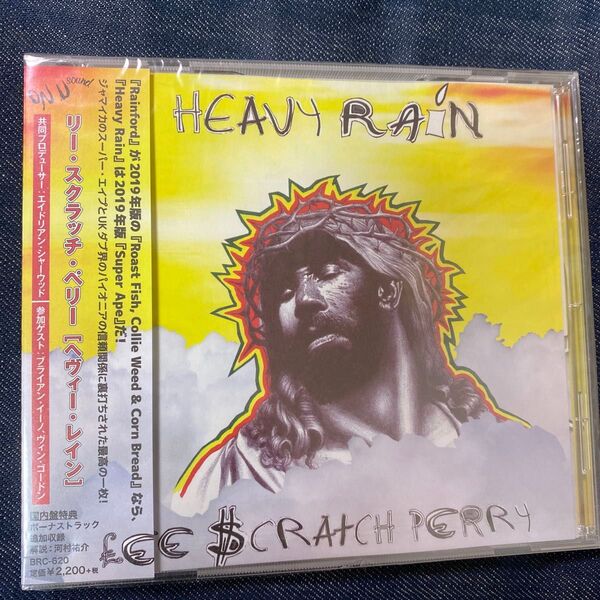 HEAVY RAiN
£EE $CRATCH PERRY
on u sound
『Rainford』が2019年版の『Roast Fish, Collie Weed & Corn Bread』なら、
『Heavy Rain』は2019年版『Super Ape』だ!
ジャマイカのスーパー・エイプとUKダブ界のパイオニアの信頼関係に裏打ちされた最高の一枚!
リー・スクラッチ・ペリー [ヘヴィー・レイン]
共同プロデューサー:エイドリアン・シャーウッド|参加ゲスト:ブライアン・イーノ、ヴィン・ゴードン
国内盤特典
ボーナストラック
追加収録
解説:河村祐介
BRC-620
定価¥2,200+税